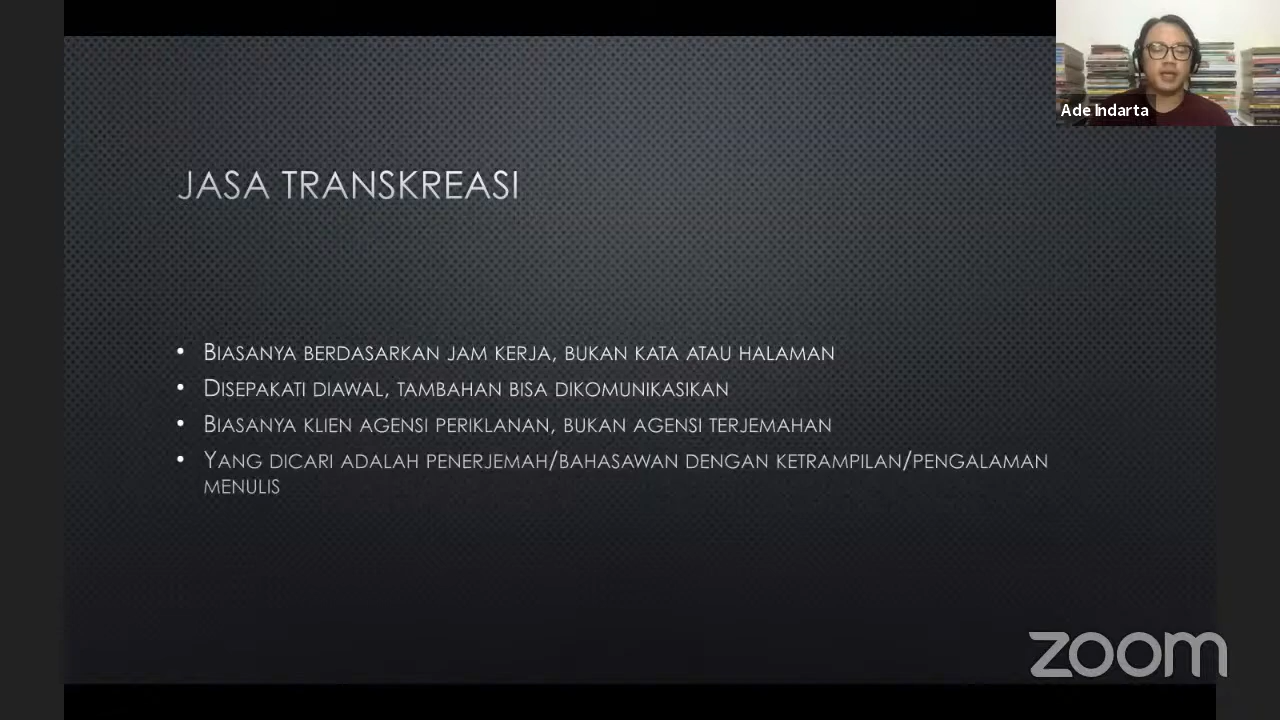 Ade Indarta
JASA TRANSKREASI
• BIASANYA BERDASARKAN JAM KERJA, BUKAN KATA ATAU HALAMAN
• DISEPAKATI DIAWAL, TAMBAHAN BISA DIKOMUNIKASIKAN
• BIASANYA KLIEN AGENSI PERIKLANAN, BUKAN AGENSI TERJEMAHAN
• YANG DICARI ADALAH PENERJEMAH/BAHASAWAN DENGAN KETRAMPILAN/PENGALAMAN
MENULIS
zoom